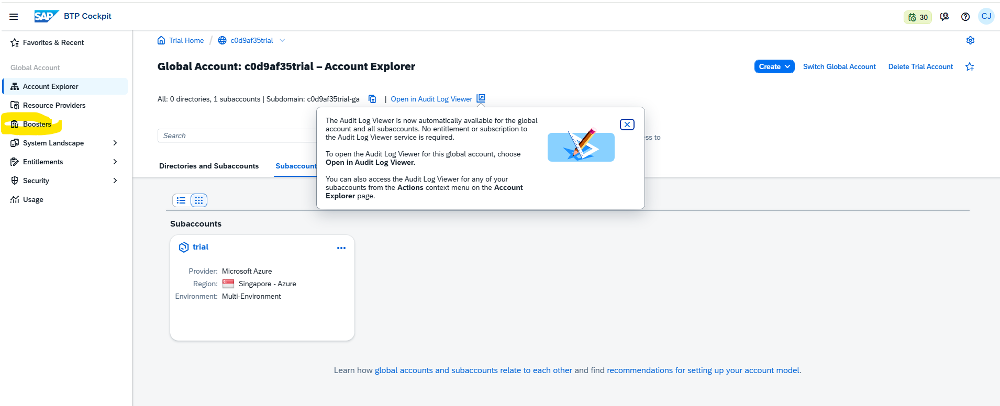 SAP BTP Cockpit
30
CJ
Favorites & Recent
Global Account
Account Explorer
Resource Providers
Boosters
System Landscape
Entitlements
Security
Usage
Trial Home / c0d9af35trial
Global Account: c0d9af35trial – Account Explorer
Create
Switch Global Account
Delete Trial Account
All: 0 directories, 1 subaccounts | Subdomain: c0d9af35trial-ga | Open in Audit Log Viewer
The Audit Log Viewer is now automatically available for the global
account and all subaccounts. No entitlement or subscription to
the Audit Log Viewer service is required.
To open the Audit Log Viewer for this global account, choose
Open in Audit Log Viewer.
You can also access the Audit Log Viewer for any of your
subaccounts from the Actions context menu on the Account
Explorer page.
Search
ss to
Directories and Subaccounts
Subaccount
Subaccounts
trial
Provider: Microsoft Azure
Region: Singapore - Azure
Environment: Multi-Environment
Learn how global accounts and subaccounts relate to each other and find recommendations for setting up your account model.